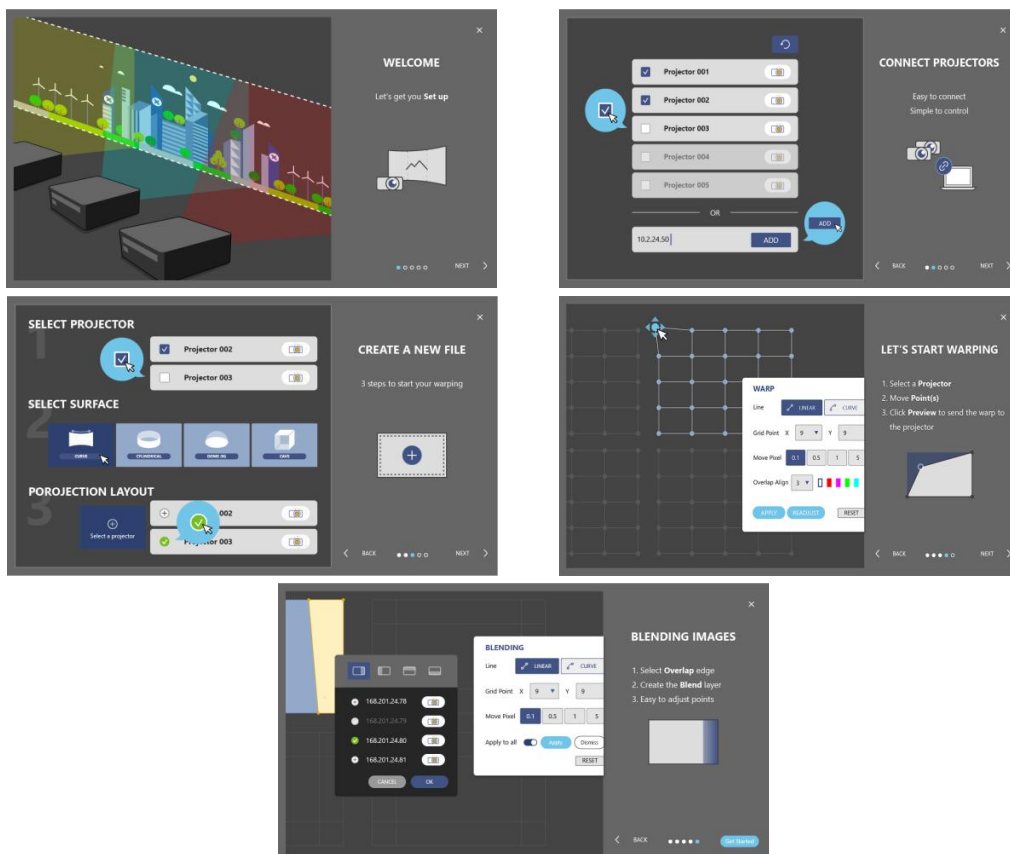 WELCOME
Let's get you Set up
NEXT
Projector 001
Projector 002
Projector 003
Projector 004
Projector 005
OR
10.2.24.50
ADD
ADD
CONNECT PROJECTORS
Easy to connect
Simple to control
BACK
NEXT
1
SELECT PROJECTOR
Projector 002
Projector 003
2
SELECT SURFACE
CURVE
CYLINDRICAL
DOME (IN)
CAVE
3
POROJECTION LAYOUT
Select a projector
002
Projector 003
CREATE A NEW FILE
3 steps to start your warping
BACK
NEXT
WARP
Line LINEAR CURVE
Grid Point X 9 Y 9
Move Pixel 0.1 0.5 1 5
Overlap Align 3
APPLY READJUST RESET
LET'S START WARPING
1. Select a Projector
2. Move Point(s)
3. Click Preview to send the warp to
the projector
BACK
NEXT
168.201.24.78
168.201.24.79
168.201.24.80
168.201.24.81
CANCEL OK
BLENDING
Line LINEAR CURVE
Grid Point X 9 Y 9
Move Pixel 0.1 0.5 1 5
Apply to all Apply Dismiss
RESET
BLENDING IMAGES
1. Select Overlap edge
2. Create the Blend layer
3. Easy to adjust points
BACK
Get Started